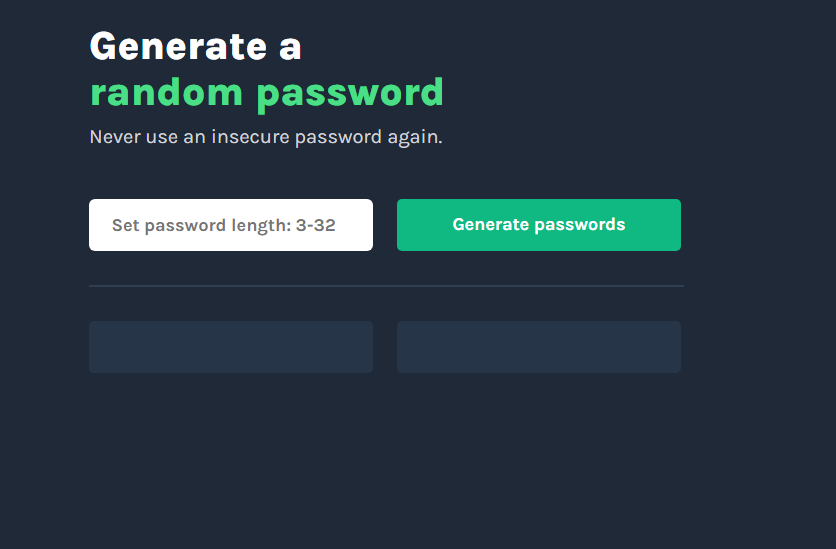 Generate a
random password
Never use an insecure password again.
Set password length: 3-32
Generate passwords